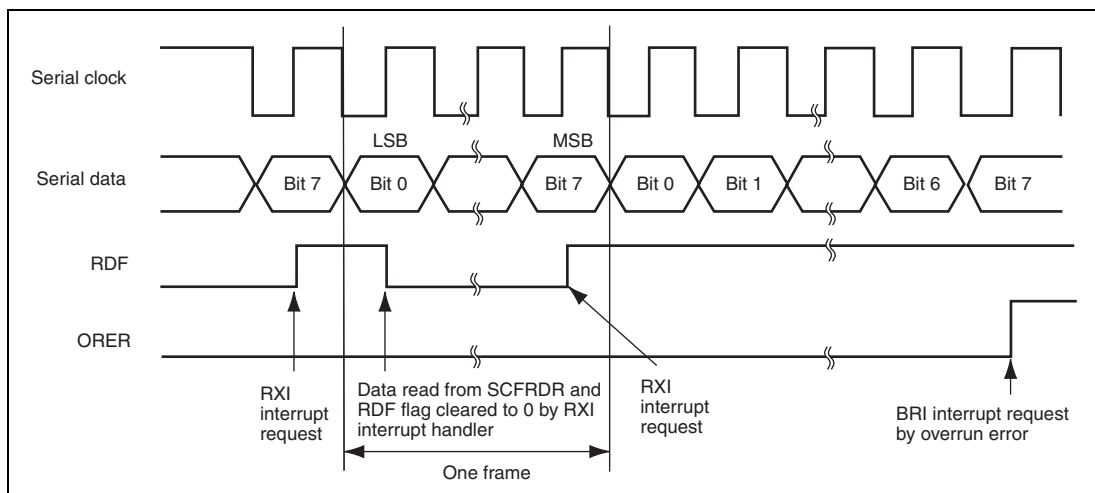 Serial clock
LSB
MSB
Serial data
Bit 7
Bit 0
Bit 7
Bit 0
Bit 1
Bit 6
Bit 7
RDF
ORER
RXI
interrupt
request
Data read from SCFRDR and
RDF flag cleared to 0 by RXI
interrupt handler
RXI
interrupt
request
BRI interrupt request
by overrun error
One frame